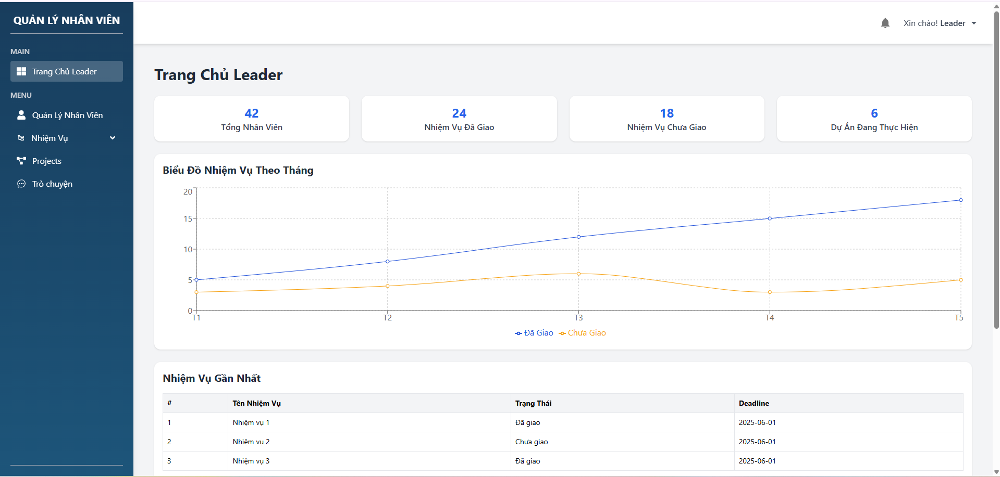 QUẢN LÝ NHÂN VIÊN
MAIN
Trang Chủ Leader
MENU
Quản Lý Nhân Viên
Nhiệm Vụ
Projects
Trò chuyện
Xin chào! Leader
Trang Chủ Leader
42
Tổng Nhân Viên
24
Nhiệm Vụ Đã Giao
18
Nhiệm Vụ Chưa Giao
6
Dự Án Đang Thực Hiện
Biểu Đồ Nhiệm Vụ Theo Tháng
20
15
10
5
0
T1 T2 T3 T4 T5
Đã Giao Chưa Giao
Nhiệm Vụ Gần Nhất
# Tên Nhiệm Vụ Trạng Thái Deadline
1 Nhiệm vụ 1 Đã giao 2025-06-01
2 Nhiệm vụ 2 Chưa giao 2025-06-01
3 Nhiệm vụ 3 Đã giao 2025-06-01